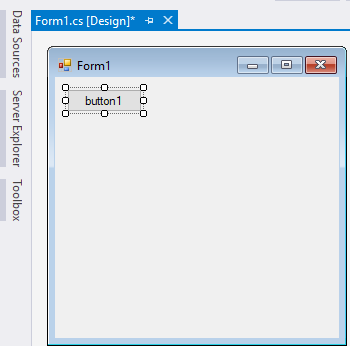 Form1.cs [Design]*
Data Sources
Server Explorer
Toolbox
Form1
button1